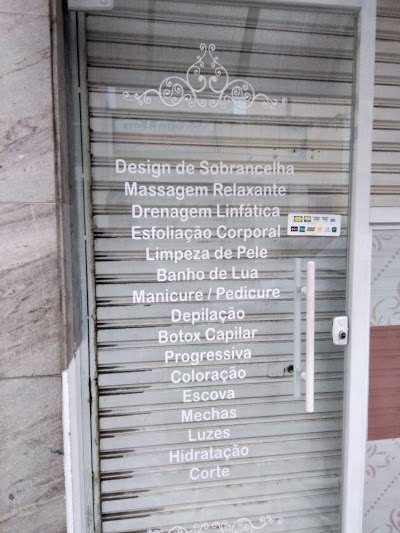 Design de Sobrancelha
Massagem Relaxante
Drenagem Linfática
Esfoliação Corporal
Limpeza de Pele
Banho de Lua
Manicure / Pedicure
Depilação
Botox Capilar
Progressiva
Coloração
Escova
Mechas
Luzes
Hidratação
Corte